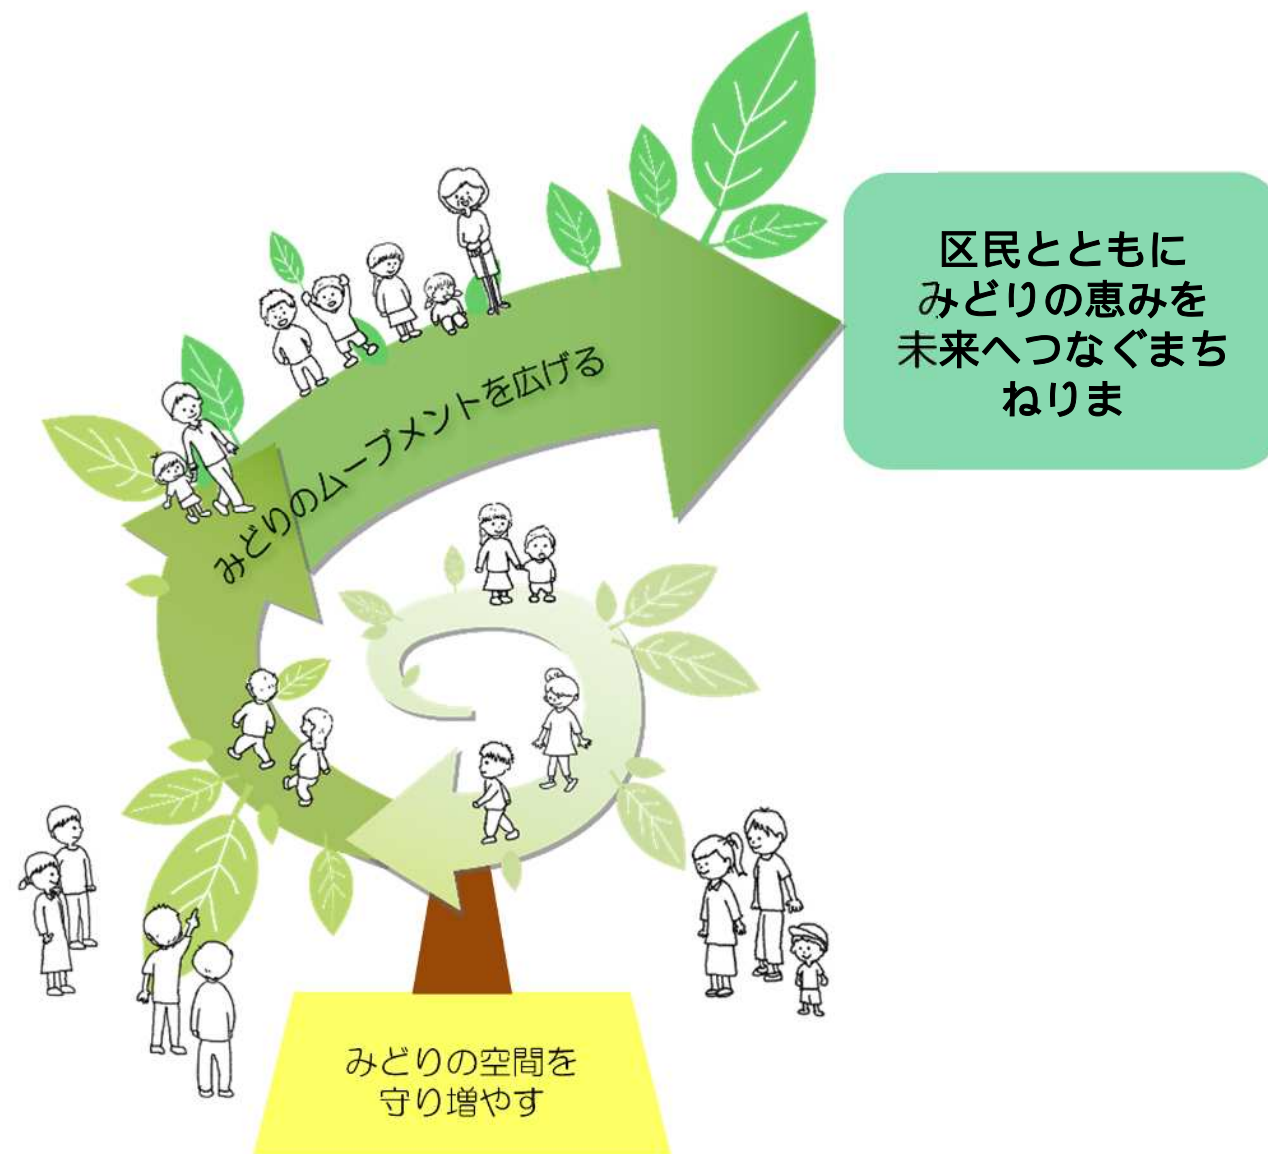 区民とともに
みどりの恵みを
未来へつなぐまち
ねりま
みどりのムーブメントを広げる
みどりの空間を
守り増やす